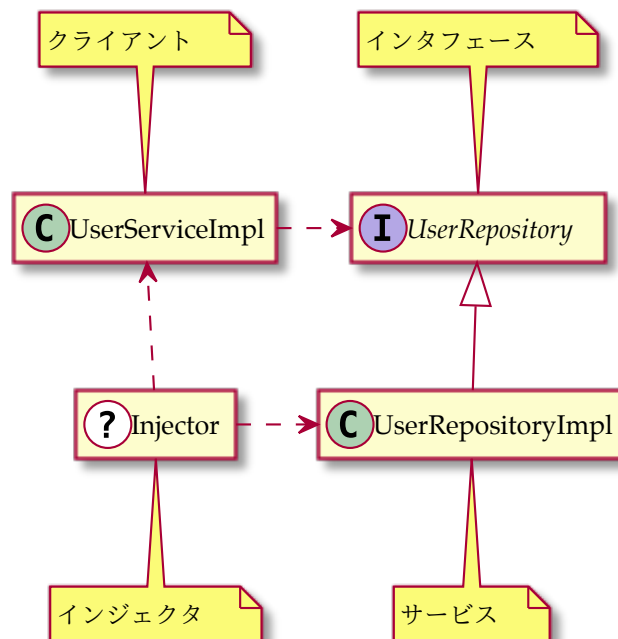 クライアント
インタフェース
C UserServiceImpl
I UserRepository
? Injector
C UserRepositoryImpl
インジェクタ
サービス